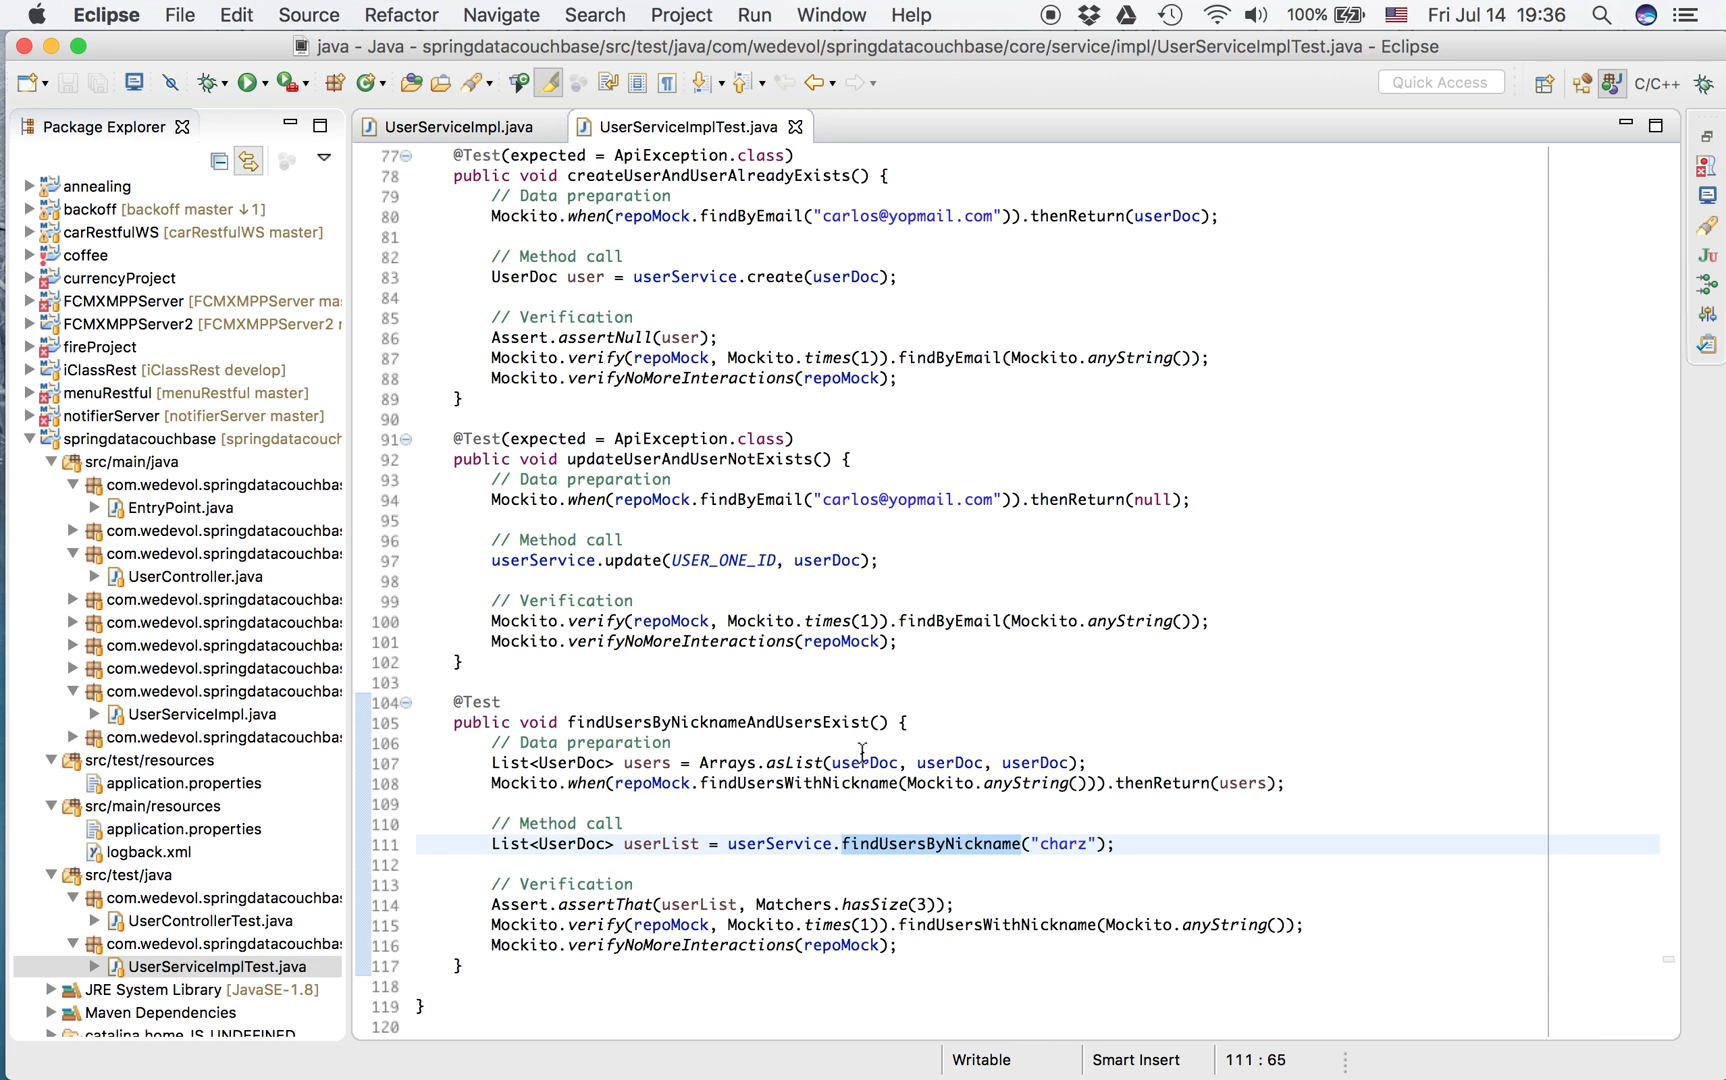 Eclipse File Edit Source Refactor Navigate Search Project Run Window Help 100% Fri Jul 14 19:36
java - Java - springdatacouchbase/src/test/java/com/wedevol/springdatacouchbase/core/service/impl/UserServiceImplTest.java - Eclipse
Quick Access C/C++
Package Explorer
annealing
backoff [backoff master ↓1]
carRestfulWS [carRestfulWS master]
coffee
currencyProject
FCMXMPPServer [FCMXMPPServer ma
FCMXMPPServer2 [FCMXMPPServer2 r
fireProject
iClassRest [iClassRest develop]
menuRestful [menuRestful master]
notifierServer [notifierServer master]
springdatacouchbase [springdatacouch
src/main/java
com.wedevol.springdatacouchba
EntryPoint.java
com.wedevol.springdatacouchba
com.wedevol.springdatacouchba
UserController.java
com.wedevol.springdatacouchba
com.wedevol.springdatacouchba
com.wedevol.springdatacouchba
com.wedevol.springdatacouchba
com.wedevol.springdatacouchba
UserServiceImpl.java
com.wedevol.springdatacouchba
src/test/resources
application.properties
src/main/resources
application.properties
logback.xml
src/test/java
com.wedevol.springdatacouchba
UserControllerTest.java
com.wedevol.springdatacouchba
UserServiceImplTest.java
JRE System Library [JavaSE-1.8]
Maven Dependencies
catalina.home_IS_UNDEFINED
UserServiceImpl.java UserServiceImplTest.java
77 @Test(expected = ApiException.class)
78 public void createUserAndUserAlreadyExists() {
79 // Data preparation
80 Mockito.when(repoMock.findByEmail("carlos@yopmail.com")).thenReturn(userDoc);
81
82 // Method call
83 UserDoc user = userService.create(userDoc);
84
85 // Verification
86 Assert.assertNull(user);
87 Mockito.verify(repoMock, Mockito.times(1)).findByEmail(Mockito.anyString());
88 Mockito.verifyNoMoreInteractions(repoMock);
89 }
90
91 @Test(expected = ApiException.class)
92 public void updateUserAndUserNotExists() {
93 // Data preparation
94 Mockito.when(repoMock.findByEmail("carlos@yopmail.com")).thenReturn(null);
95
96 // Method call
97 userService.update(USER_ONE_ID, userDoc);
98
99 // Verification
100 Mockito.verify(repoMock, Mockito.times(1)).findByEmail(Mockito.anyString());
101 Mockito.verifyNoMoreInteractions(repoMock);
102 }
103
104 @Test
105 public void findUsersByNicknameAndUsersExist() {
106 // Data preparation
107 List<UserDoc> users = Arrays.asList(userDoc, userDoc, userDoc);
108 Mockito.when(repoMock.findUsersWithNickname(Mockito.anyString())).thenReturn(users);
109
110 // Method call
111 List<UserDoc> userList = userService.findUsersByNickname("charz");
112
113 // Verification
114 Assert.assertThat(userList, Matchers.hasSize(3));
115 Mockito.verify(repoMock, Mockito.times(1)).findUsersWithNickname(Mockito.anyString());
116 Mockito.verifyNoMoreInteractions(repoMock);
117 }
118
119 }
120
Writable Smart Insert 111 : 65